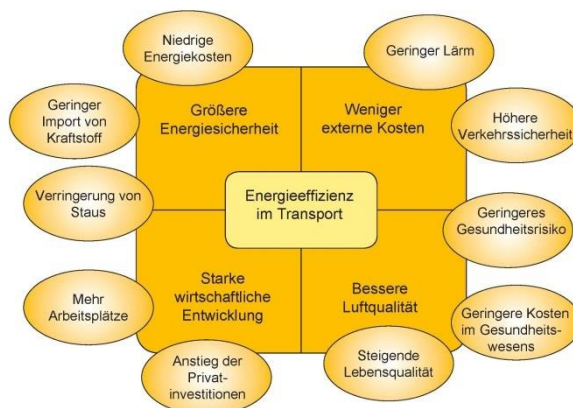 Niedrige
Energiekosten
Geringer Lärm
Geringer
Import von
Kraftstoff
Größere
Energiesicherheit
Weniger
externe Kosten
Höhere
Verkehrssicherheit
Verringerung von
Staus
Energieeffizienz
im Transport
Geringeres
Gesundheitsrisiko
Mehr
Arbeitsplätze
Starke
wirtschaftliche
Entwicklung
Bessere
Luftqualität
Geringere Kosten
im Gesundheits-
wesens
Anstieg der
Privat-
investitionen
Steigende
Lebensqualität